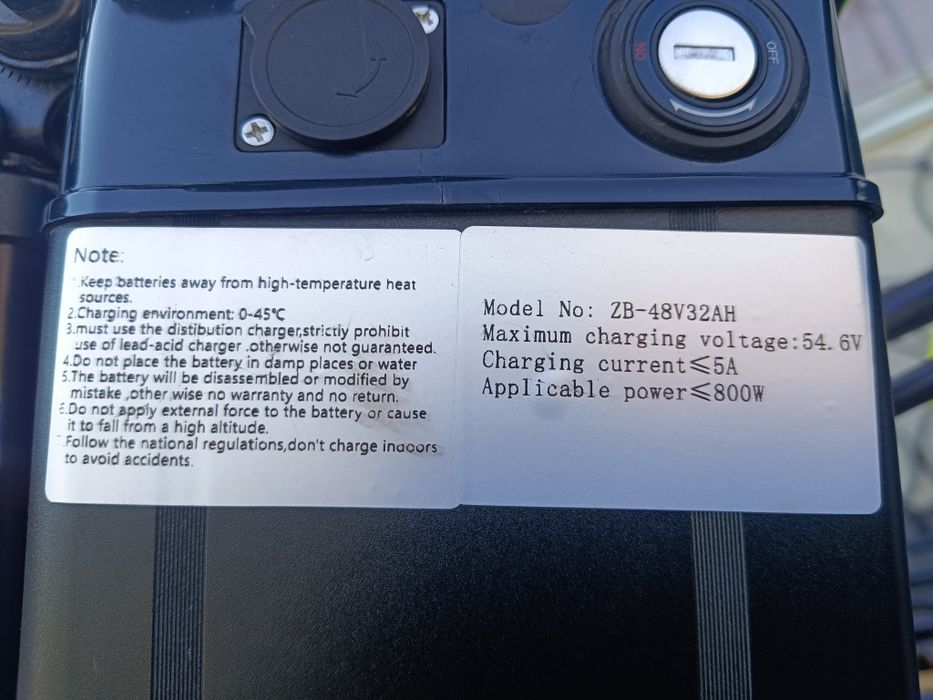 ON
OFF
Note:
1.Keep batteries away from high-temperature heat
sources.
2.Charging environment: 0-45℃
3.must use the distibution charger,strictly prohibit
use of lead-acid charger .otherwise not guaranteed.
4.Do not place the battery in damp places or water
5.The battery will be disassembled or modified by
mistake ,other wise no warranty and no return.
6.Do not apply external force to the battery or cause
it to fall from a high altitude.
7.Follow the national regulations,don't charge indoors
to avoid accidents.
Model No: ZB-48V32AH
Maximum charging voltage:54.6V
Charging current≤5A
Applicable power≤800W